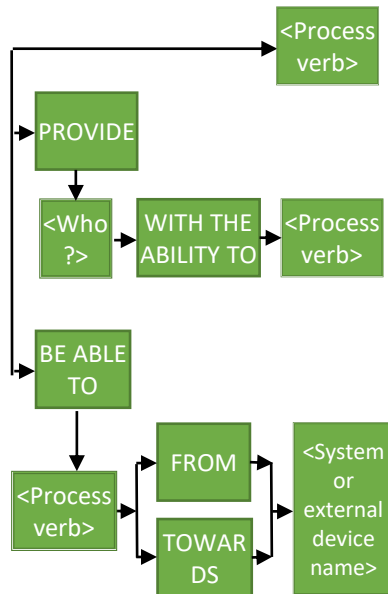 <Process
verb>
PROVIDE
<Who
?>
WITH THE
ABILITY TO
<Process
verb>
BE ABLE
TO
<Process
verb>
FROM
TOWAR
DS
<System
or
external
device
name>